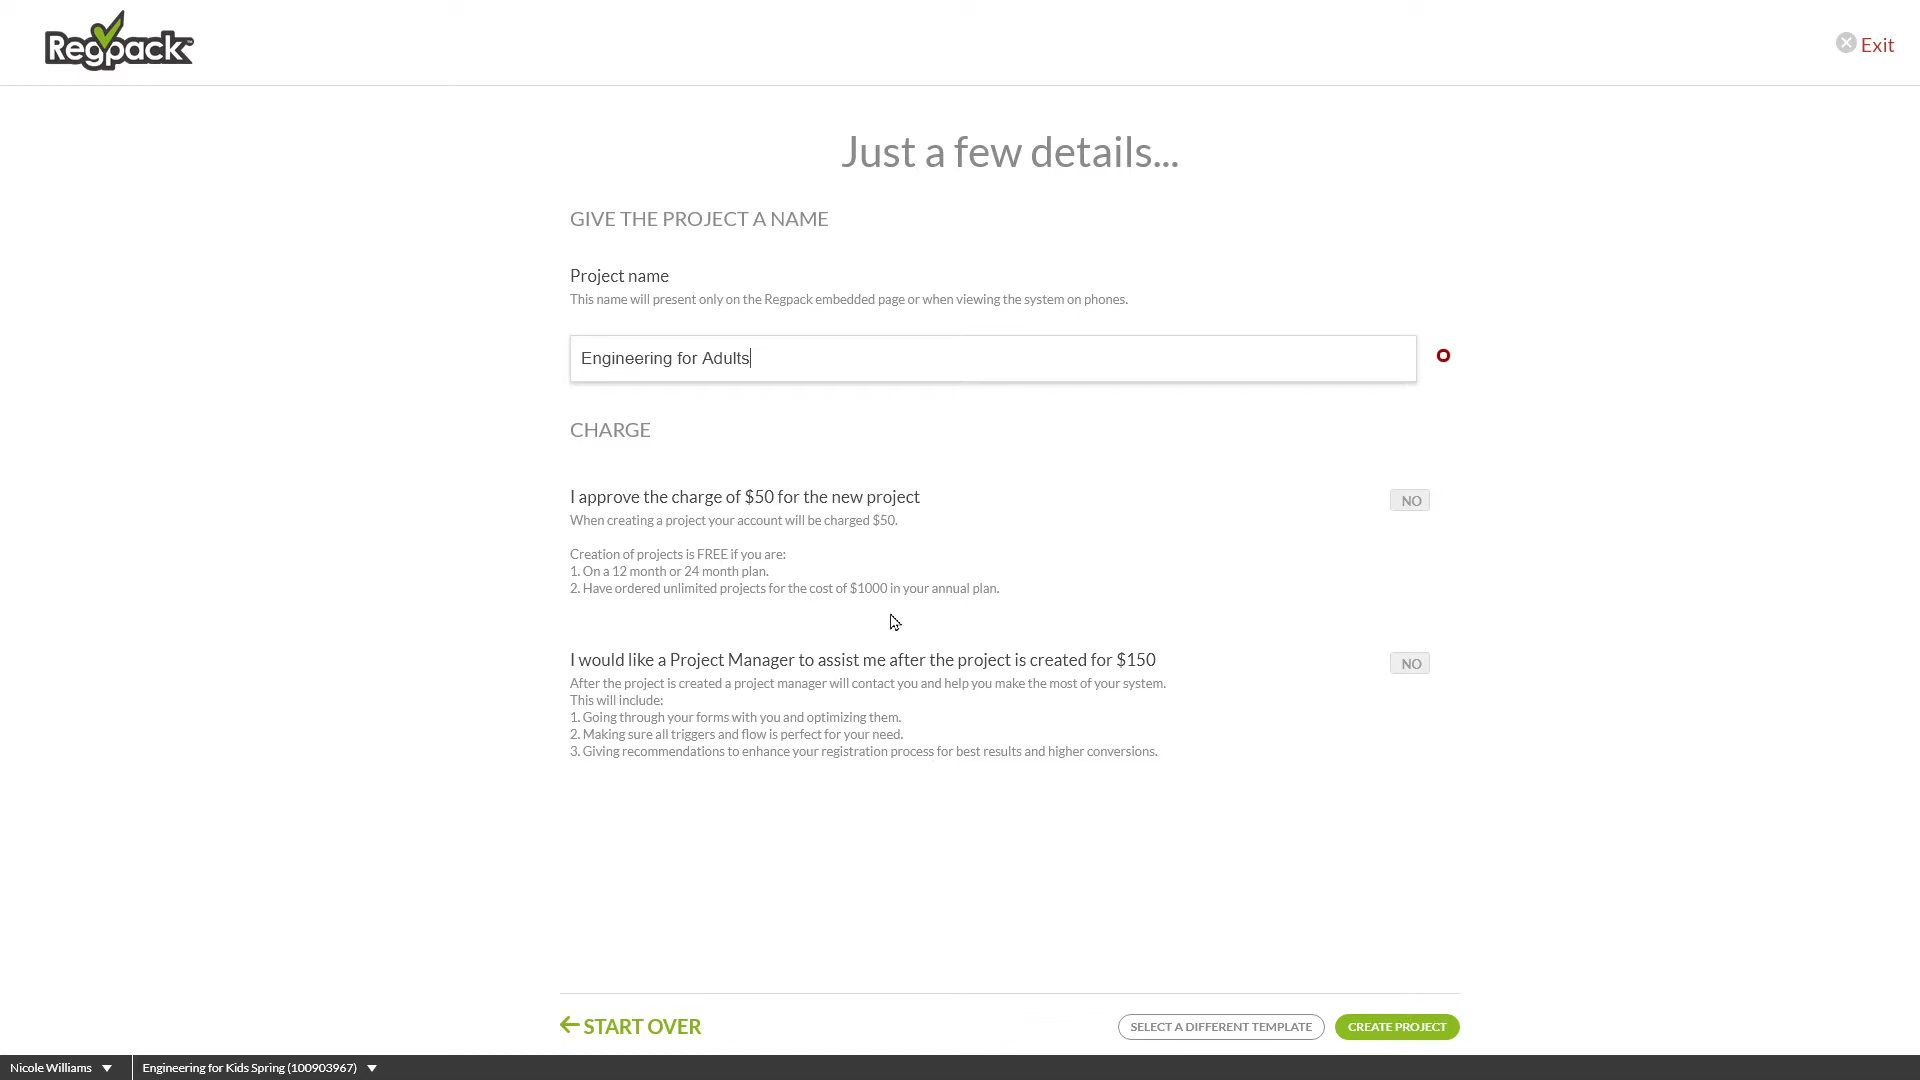 Regpack
Exit
Just a few details...
GIVE THE PROJECT A NAME
Project name
This name will present only on the Regpack embedded page or when viewing the system on phones.
Engineering for Adults
CHARGE
I approve the charge of $50 for the new project
NO
When creating a project your account will be charged $50.
Creation of projects is FREE if you are:
1. On a 12 month or 24 month plan.
2. Have ordered unlimited projects for the cost of $1000 in your annual plan.
I would like a Project Manager to assist me after the project is created for $150
NO
After the project is created a project manager will contact you and help you make the most of your system.
This will include:
1. Going through your forms with you and optimizing them.
2. Making sure all triggers and flow is perfect for your need.
3. Giving recommendations to enhance your registration process for best results and higher conversions.
START OVER
SELECT A DIFFERENT TEMPLATE
CREATE PROJECT
Nicole Williams
Engineering for Kids Spring (100903967)